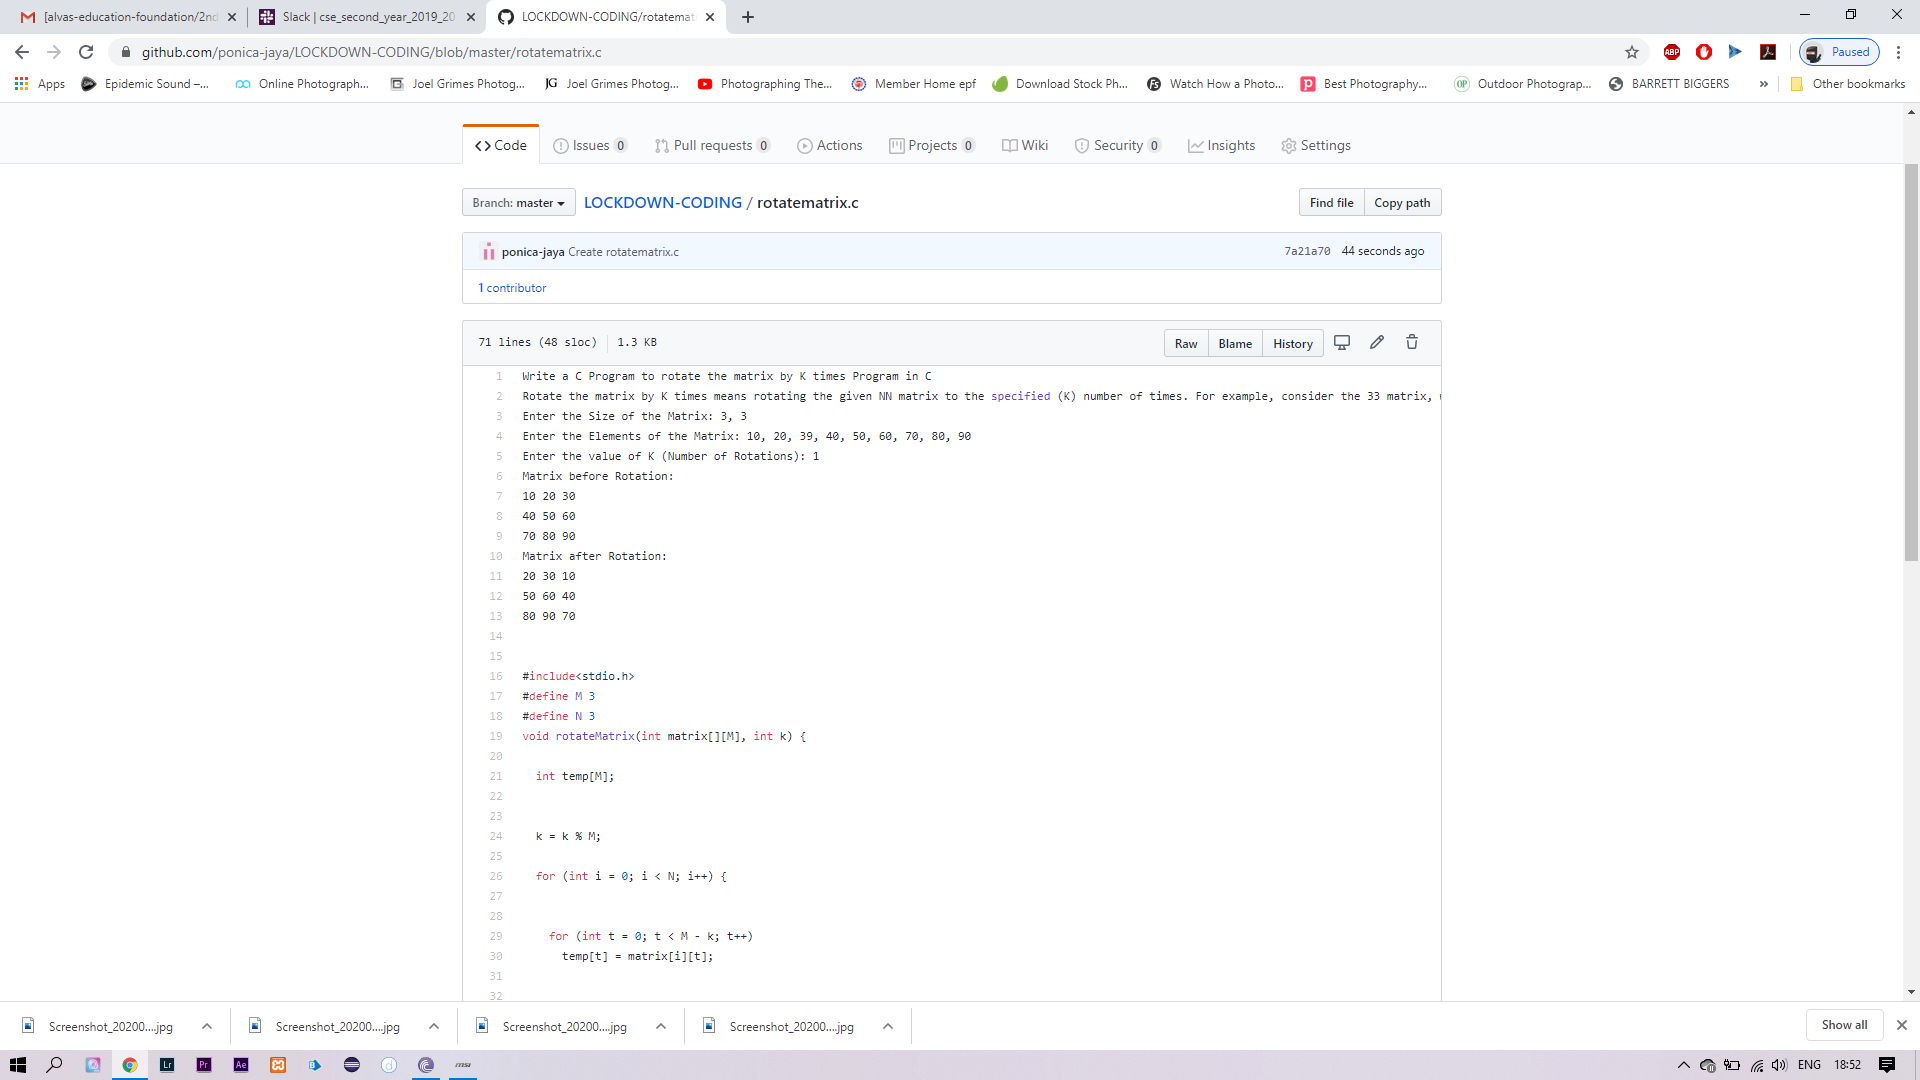 [alvas-education-foundation/2nd
Slack | cse_second_year_2019_20
LOCKDOWN-CODING/rotatematri
github.com/ponica-jaya/LOCKDOWN-CODING/blob/master/rotatematrix.c
ABP
Paused
Apps
Epidemic Sound –...
Online Photograph...
Joel Grimes Photog...
JG Joel Grimes Photog...
Photographing The...
Member Home epf
Download Stock Ph...
Fs Watch How a Photo...
Best Photography...
OP Outdoor Photograp...
BARRETT BIGGERS
»
Other bookmarks
<> Code
Issues 0
Pull requests 0
Actions
Projects 0
Wiki
Security 0
Insights
Settings
Branch: master
LOCKDOWN-CODING / rotatematrix.c
Find file
Copy path
ponica-jaya Create rotatematrix.c
7a21a70 44 seconds ago
1 contributor
71 lines (48 sloc) 1.3 KB
Raw
Blame
History
1 Write a C Program to rotate the matrix by K times Program in C
2 Rotate the matrix by K times means rotating the given NN matrix to the specified (K) number of times. For example, consider the 33 matrix,
3 Enter the Size of the Matrix: 3, 3
4 Enter the Elements of the Matrix: 10, 20, 39, 40, 50, 60, 70, 80, 90
5 Enter the value of K (Number of Rotations): 1
6 Matrix before Rotation:
7 10 20 30
8 40 50 60
9 70 80 90
10 Matrix after Rotation:
11 20 30 10
12 50 60 40
13 80 90 70
14
15
16 #include<stdio.h>
17 #define M 3
18 #define N 3
19 void rotateMatrix(int matrix[][M], int k) {
20
21 int temp[M];
22
23
24 k = k % M;
25
26 for (int i = 0; i < N; i++) {
27
28
29 for (int t = 0; t < M - k; t++)
30 temp[t] = matrix[i][t];
31
32
Screenshot_20200....jpg
Screenshot_20200....jpg
Screenshot_20200....jpg
Screenshot_20200....jpg
Show all
Lr
Pr
Ae
msi
ENG
18:52